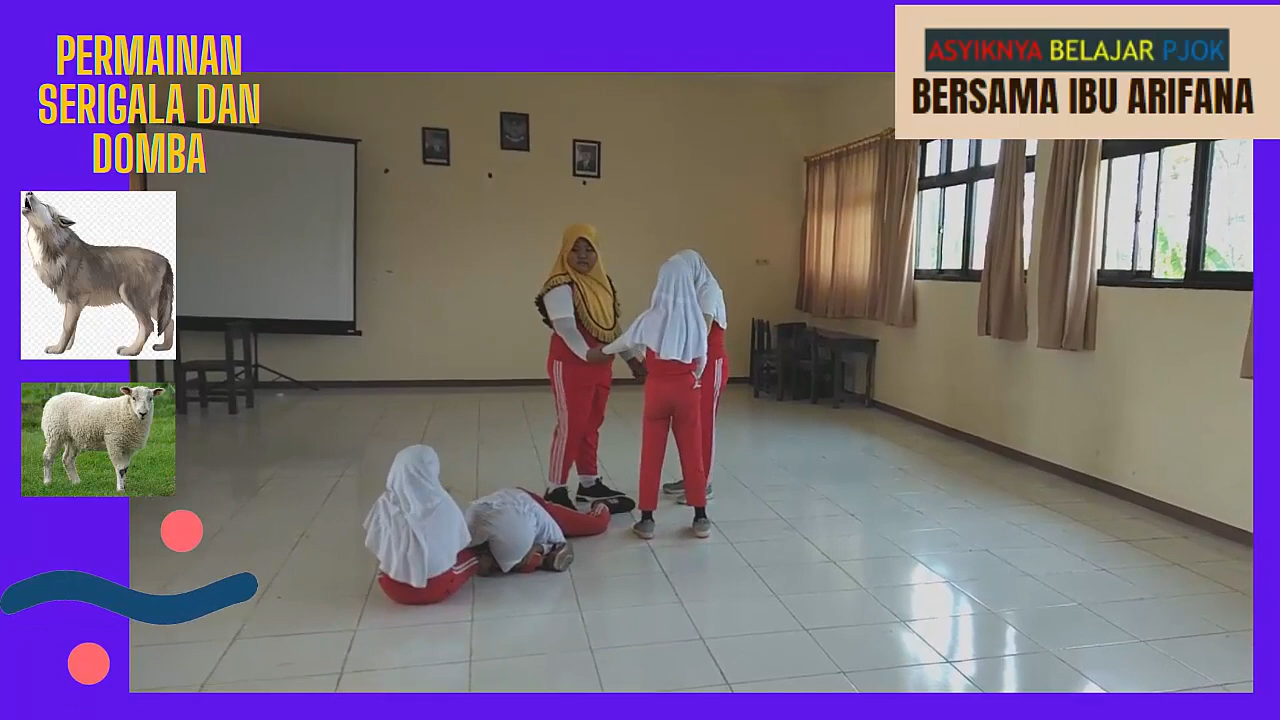 PERMAINAN
SERIGALA DAN
DOMBA
ASYIKNYA BELAJAR PJOK
BERSAMA IBU ARIFANA